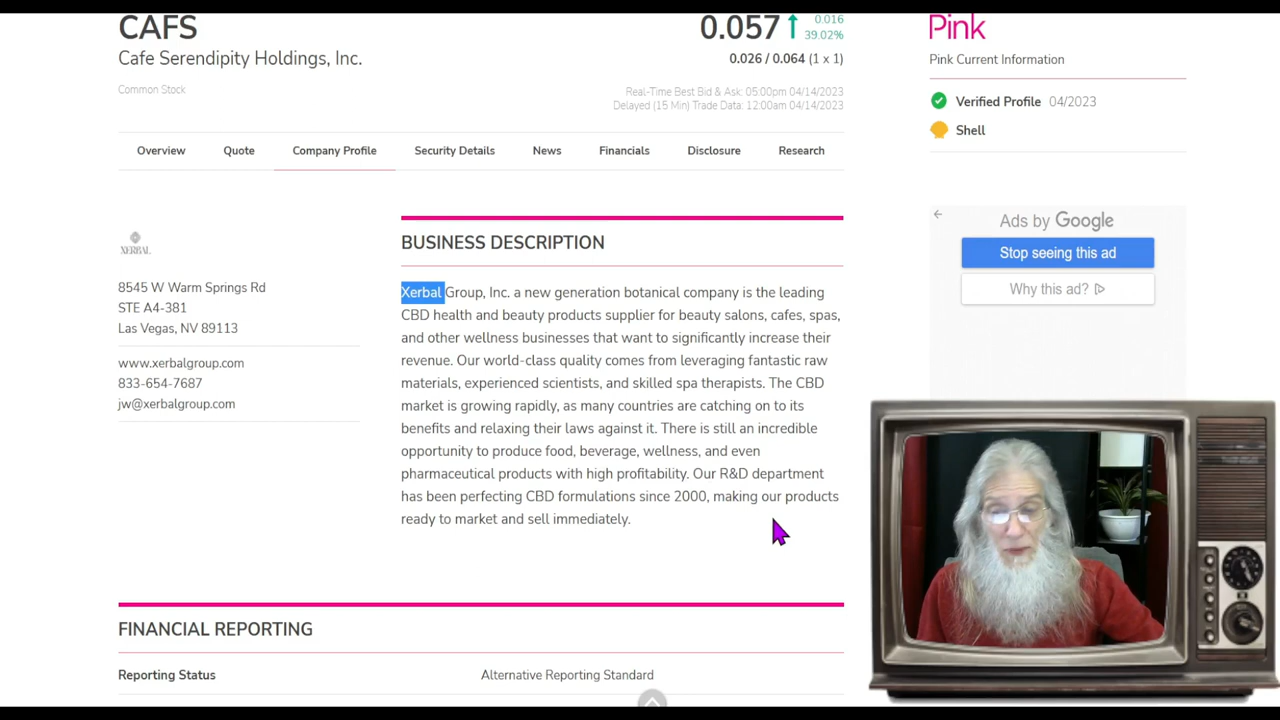 CAFS
Cafe Serendipity Holdings, Inc.
Common Stock
0.057 0.016
39.02%
0.026 / 0.064 (1 x 1)
Real-Time Best Bid & Ask: 05:00pm 04/14/2023
Delayed (15 Min) Trade Data: 12:00am 04/14/2023
Pink
Pink Current Information
Verified Profile 04/2023
Shell
Overview Quote Company Profile Security Details News Financials Disclosure Research
XERBAL
8545 W Warm Springs Rd
STE A4-381
Las Vegas, NV 89113
www.xerbalgroup.com
833-654-7687
jw@xerbalgroup.com
BUSINESS DESCRIPTION
Xerbal Group, Inc. a new generation botanical company is the leading
CBD health and beauty products supplier for beauty salons, cafes, spas,
and other wellness businesses that want to significantly increase their
revenue. Our world-class quality comes from leveraging fantastic raw
materials, experienced scientists, and skilled spa therapists. The CBD
market is growing rapidly, as many countries are catching on to its
benefits and relaxing their laws against it. There is still an incredible
opportunity to produce food, beverage, wellness, and even
pharmaceutical products with high profitability. Our R&D department
has been perfecting CBD formulations since 2000, making our products
ready to market and sell immediately.
Ads by Google
Stop seeing this ad
Why this ad?
FINANCIAL REPORTING
Reporting Status Alternative Reporting Standard